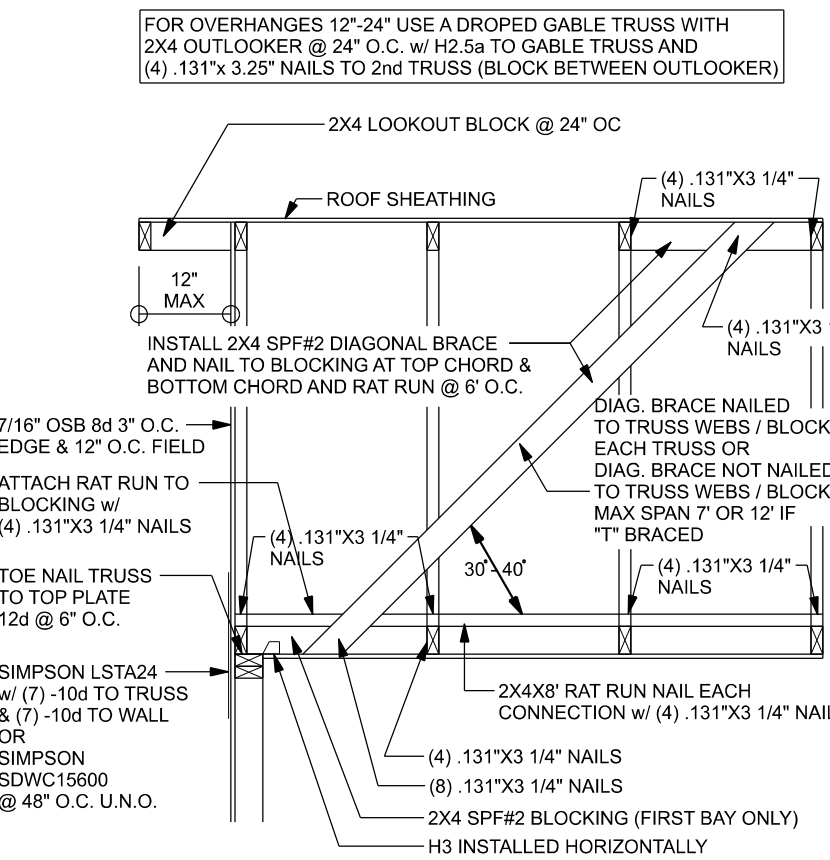 FOR OVERHANGES 12"-24" USE A DROPED GABLE TRUSS WITH
2X4 OUTLOOKER @ 24" O.C. w/ H2.5a TO GABLE TRUSS AND
(4) .131"x 3.25" NAILS TO 2nd TRUSS (BLOCK BETWEEN OUTLOOKER)
2X4 LOOKOUT BLOCK @ 24" OC
(4) .131"X3 1/4"
NAILS
ROOF SHEATHING
12"
MAX
(4) .131"X3
NAILS
INSTALL 2X4 SPF#2 DIAGONAL BRACE
AND NAIL TO BLOCKING AT TOP CHORD &
BOTTOM CHORD AND RAT RUN @ 6' O.C.
DIAG. BRACE NAILED
TO TRUSS WEBS / BLOCK
EACH TRUSS OR
DIAG. BRACE NOT NAILED
TO TRUSS WEBS / BLOCK
MAX SPAN 7' OR 12' IF
"T" BRACED
7/16" OSB 8d 3" O.C.
EDGE & 12" O.C. FIELD
ATTACH RAT RUN TO
BLOCKING w/
(4) .131"X3 1/4" NAILS
(4) .131"X3 1/4"
NAILS
30°- 40°
(4) .131"X3 1/4"
NAILS
TOE NAIL TRUSS
TO TOP PLATE
12d @ 6" O.C.
SIMPSON LSTA24
w/ (7) -10d TO TRUSS
& (7) -10d TO WALL
OR
SIMPSON
SDWC15600
@ 48" O.C. U.N.O.
2X4X8' RAT RUN NAIL EACH
CONNECTION w/ (4) .131"X3 1/4" NAIL
(4) .131"X3 1/4" NAILS
(8) .131"X3 1/4" NAILS
2X4 SPF#2 BLOCKING (FIRST BAY ONLY)
H3 INSTALLED HORIZONTALLY